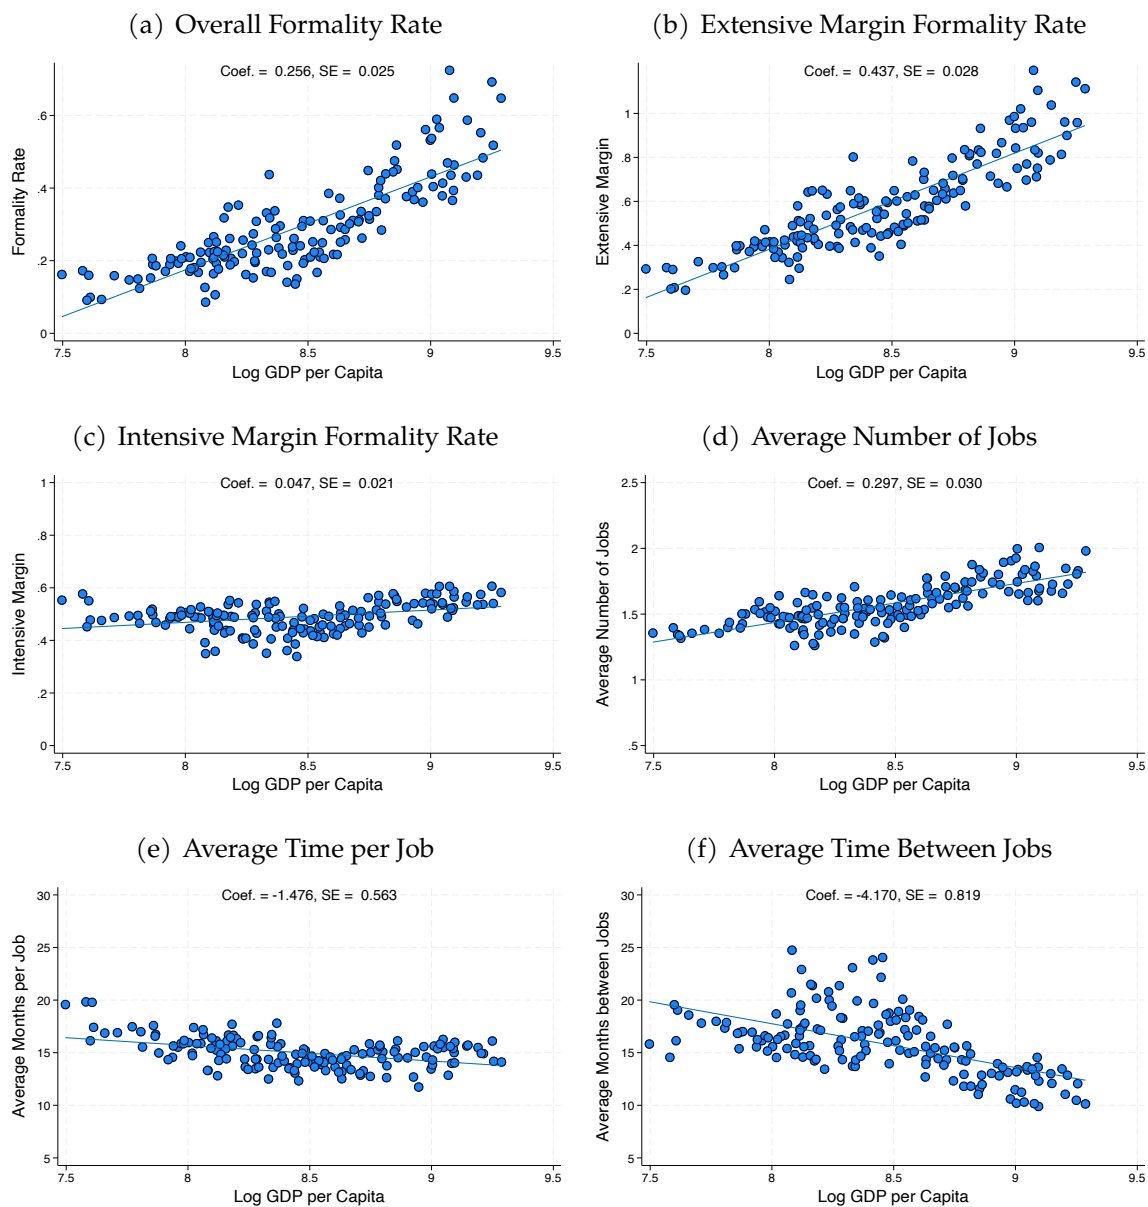 (a) Overall Formality Rate
Coef. = 0.256, SE = 0.025
Formality Rate
.6
.4
.2
0
7.5 8 8.5 9 9.5
Log GDP per Capita
(b) Extensive Margin Formality Rate
Coef. = 0.437, SE = 0.028
Extensive Margin
1
.8
.6
.4
.2
0
7.5 8 8.5 9 9.5
Log GDP per Capita
(c) Intensive Margin Formality Rate
Coef. = 0.047, SE = 0.021
Intensive Margin
1
.8
.6
.4
.2
0
7.5 8 8.5 9 9.5
Log GDP per Capita
(d) Average Number of Jobs
Coef. = 0.297, SE = 0.030
Average Number of Jobs
2.5
2
1.5
1
.5
7.5 8 8.5 9 9.5
Log GDP per Capita
(e) Average Time per Job
Coef. = -1.476, SE = 0.563
Average Months per Job
30
25
20
15
10
5
7.5 8 8.5 9 9.5
Log GDP per Capita
(f) Average Time Between Jobs
Coef. = -4.170, SE = 0.819
Average Months between Jobs
30
25
20
15
10
5
7.5 8 8.5 9 9.5
Log GDP per Capita